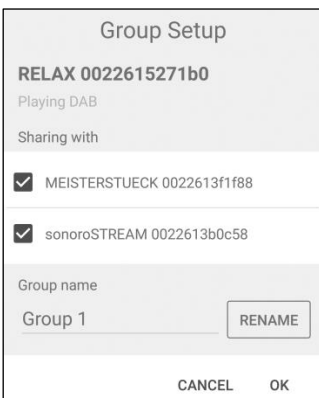 Group Setup
RELAX 0022615271b0
Playing DAB
Sharing with
MEISTERSTUECK 0022613f1f88
sonoroSTREAM 0022613b0c58
Group name
Group 1 RENAME
CANCEL OK